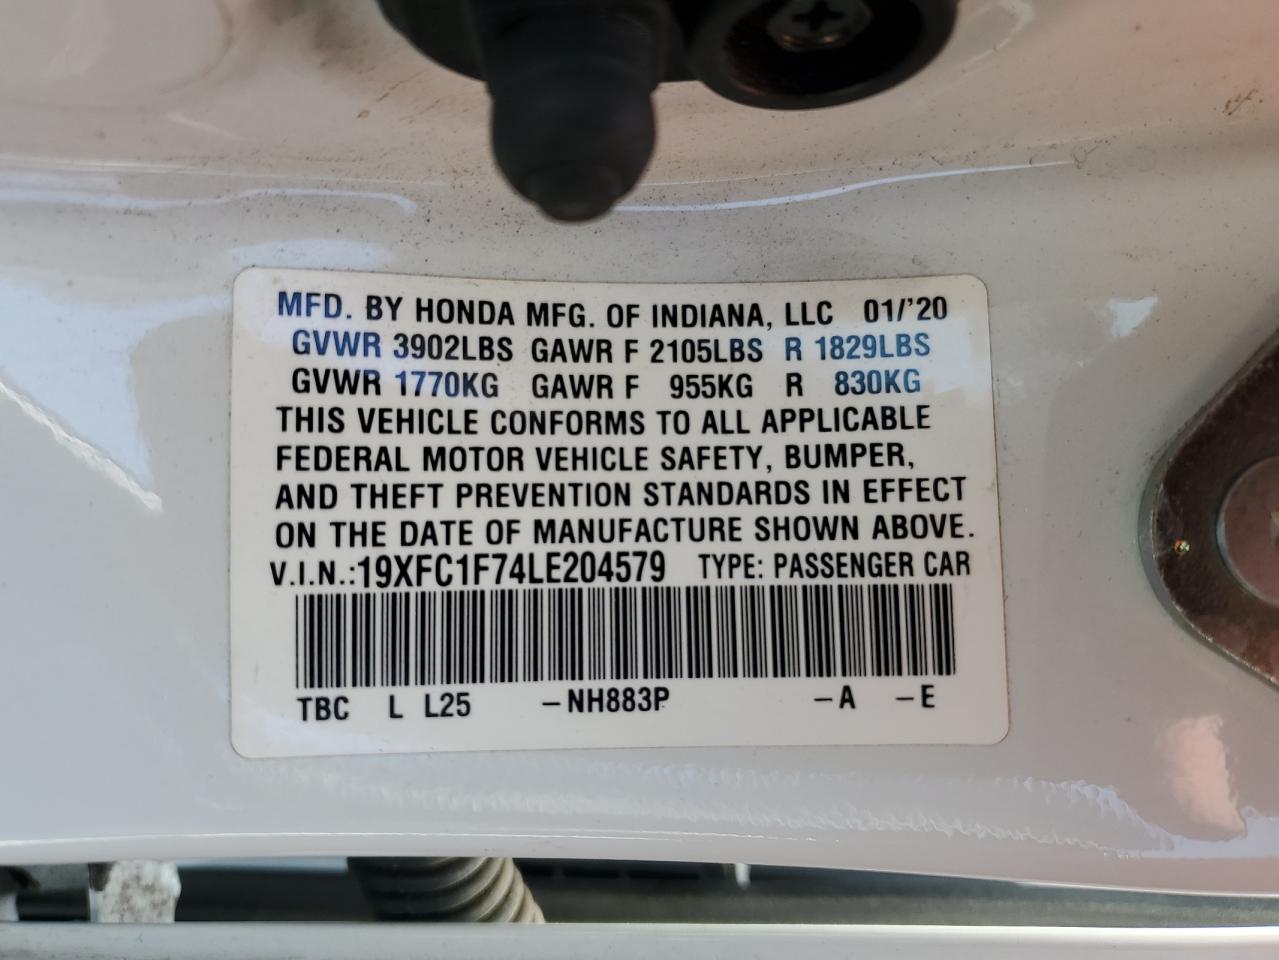 MFD. BY HONDA MFG. OF INDIANA, LLC 01/'20
GVWR 3902LBS GAWR F 2105LBS R 1829LBS
GVWR 1770KG GAWR F 955KG R 830KG
THIS VEHICLE CONFORMS TO ALL APPLICABLE
FEDERAL MOTOR VEHICLE SAFETY, BUMPER,
AND THEFT PREVENTION STANDARDS IN EFFECT
ON THE DATE OF MANUFACTURE SHOWN ABOVE.
V.I.N.:19XFC1F74LE204579 TYPE: PASSENGER CAR
TBC L L25 –NH883P –A –E